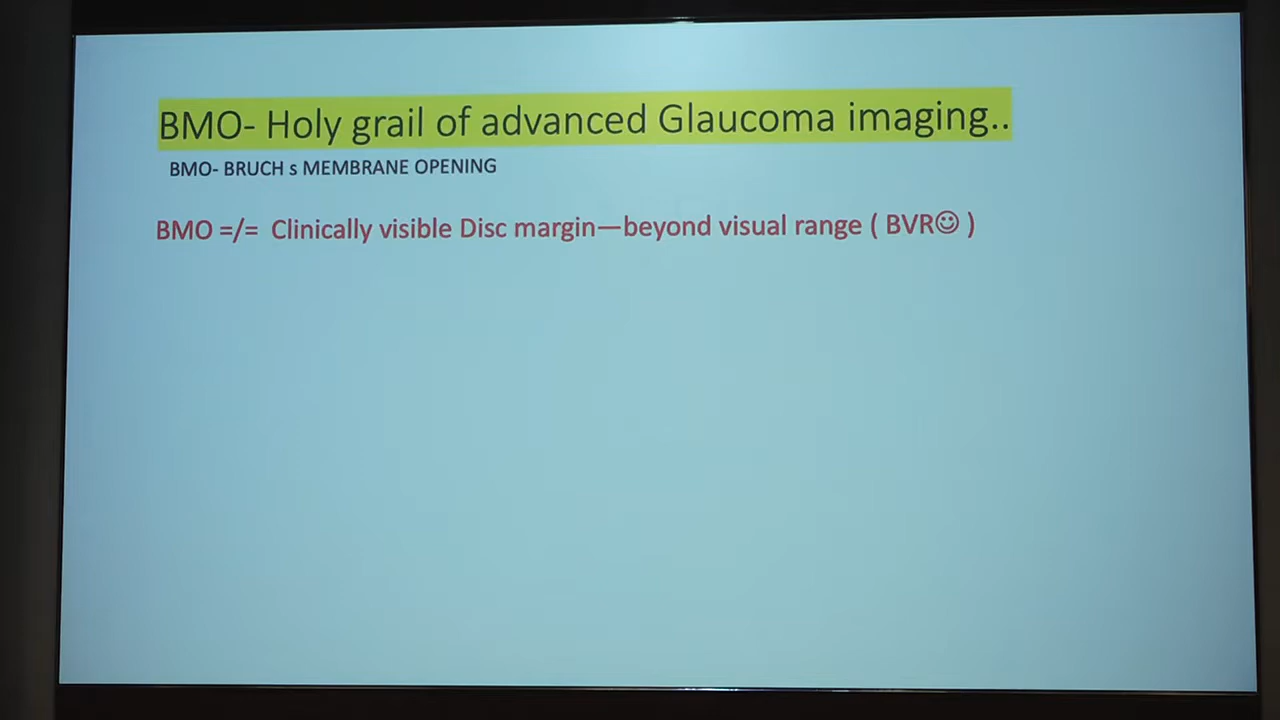 BMO- Holy grail of advanced Glaucoma imaging..
BMO- BRUCH s MEMBRANE OPENING
BMO =/= Clinically visible Disc margin—beyond visual range ( BVR☺ )